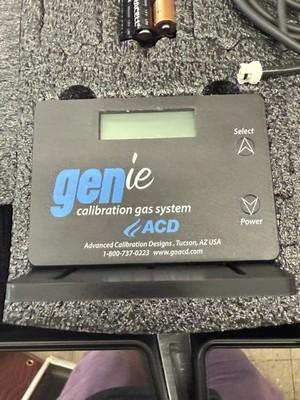 Select
genie
calibration gas system
ACD
Power
Advanced Calibration Designs, Tucson, AZ USA
1-800-737-0223 www.goacd.com